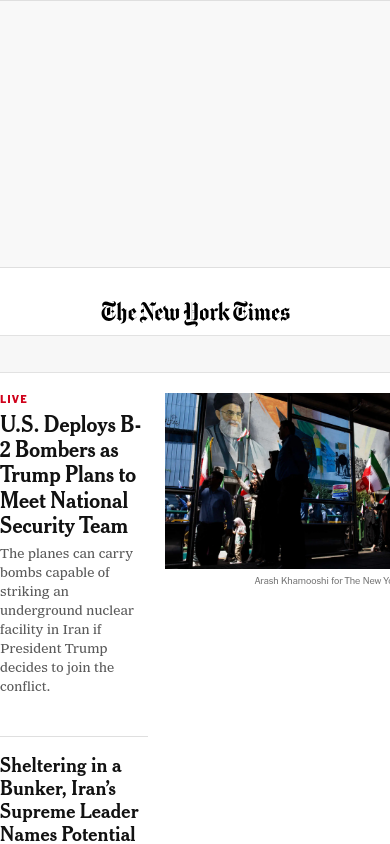 The New York Times
LIVE
U.S. Deploys B-
2 Bombers as
Trump Plans to
Meet National
Security Team
The planes can carry
bombs capable of
striking an
underground nuclear
facility in Iran if
President Trump
decides to join the
conflict.
Arash Khamooshi for The New Yo
Sheltering in a
Bunker, Iran’s
Supreme Leader
Names Potential